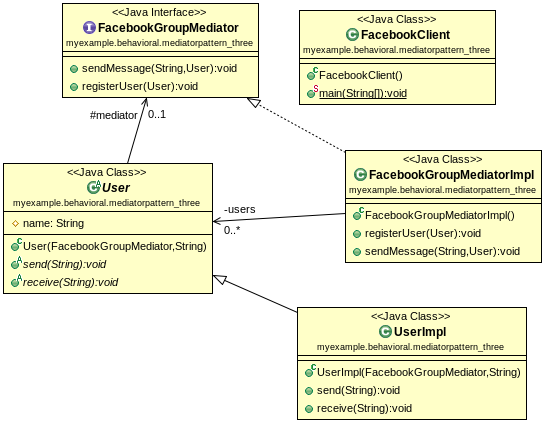 <<Java Interface>>
FacebookGroupMediator
myexample.behavioral.mediatorpattern_three
sendMessage(String,User):void
registerUser(User):void
<<Java Class>>
FacebookClient
myexample.behavioral.mediatorpattern_three
FacebookClient()
main(String[]):void
#mediator
0..1
<<Java Class>>
User
myexample.behavioral.mediatorpattern_three
name: String
User(FacebookGroupMediator,String)
send(String):void
receive(String):void
-users
0..*
<<Java Class>>
FacebookGroupMediatorImpl
myexample.behavioral.mediatorpattern_three
FacebookGroupMediatorImpl()
registerUser(User):void
sendMessage(String,User):void
<<Java Class>>
UserImpl
myexample.behavioral.mediatorpattern_three
UserImpl(FacebookGroupMediator,String)
send(String):void
receive(String):void